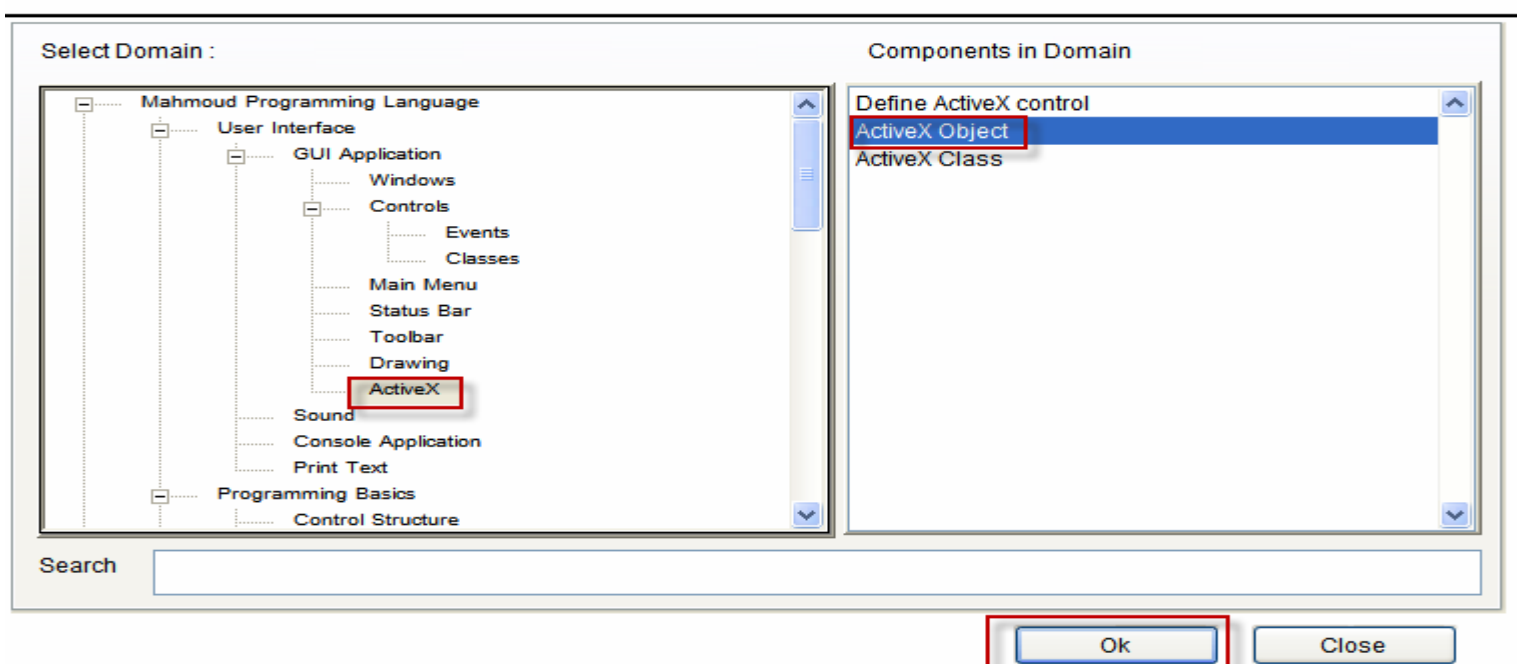 Select Domain :
Mahmoud Programming Language
User Interface
GUI Application
Windows
Controls
Events
Classes
Main Menu
Status Bar
Toolbar
Drawing
ActiveX
Sound
Console Application
Print Text
Programming Basics
Control Structure
Components in Domain
Define ActiveX control
ActiveX Object
ActiveX Class
Search
Ok
Close